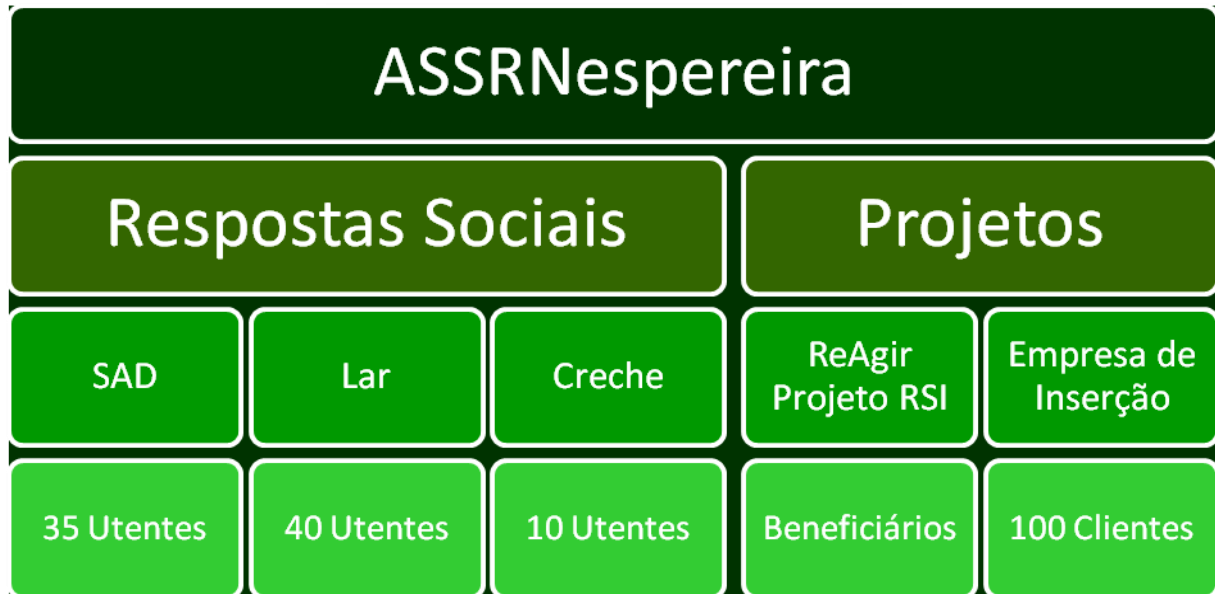 ASSRNespereira
Respostas Sociais
Projetos
SAD
Lar
Creche
ReAgir
Projeto RSI
Empresa de
Inserção
35 Utentes
40 Utentes
10 Utentes
Beneficiários
100 Clientes